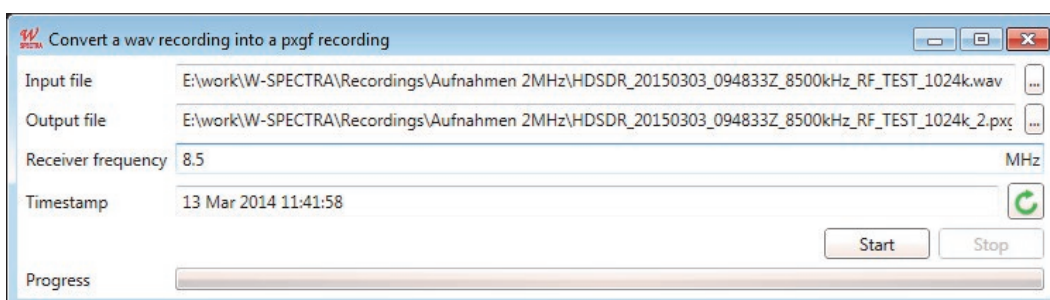 W SPECTRA Convert a wav recording into a pxgf recording
Input file E:\work\W-SPECTRA\Recordings\Aufnahmen 2MHz\HDSDR_20150303_094833Z_8500kHz_RF_TEST_1024k.wav ...
Output file E:\work\W-SPECTRA\Recordings\Aufnahmen 2MHz\HDSDR_20150303_094833Z_8500kHz_RF_TEST_1024k_2.pxg ...
Receiver frequency 8.5 MHz
Timestamp 13 Mar 2014 11:41:58
Start Stop
Progress